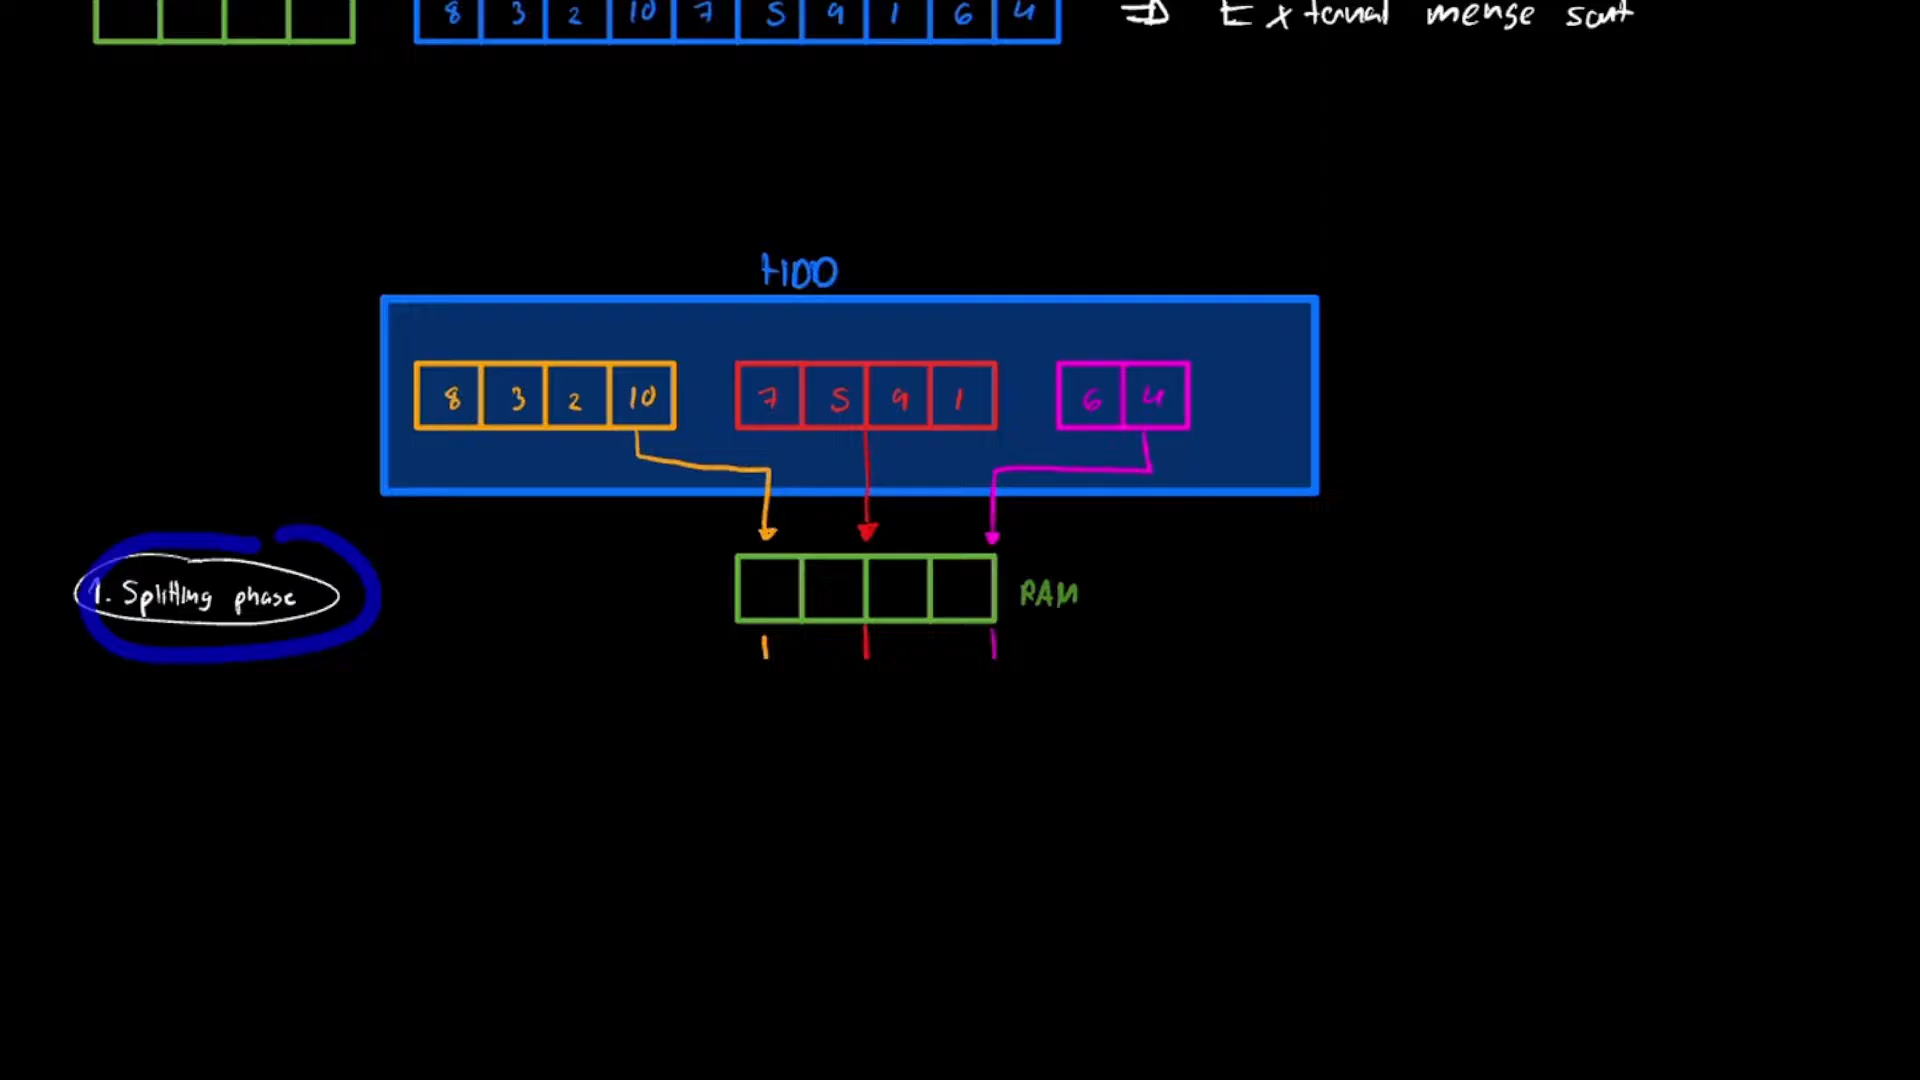 8 3 2 10 7 5 9 1 6 4 ⇒ External merge sort
HDD
8 3 2 10 7 5 9 1 6 4
1. Splitting phase
RAM